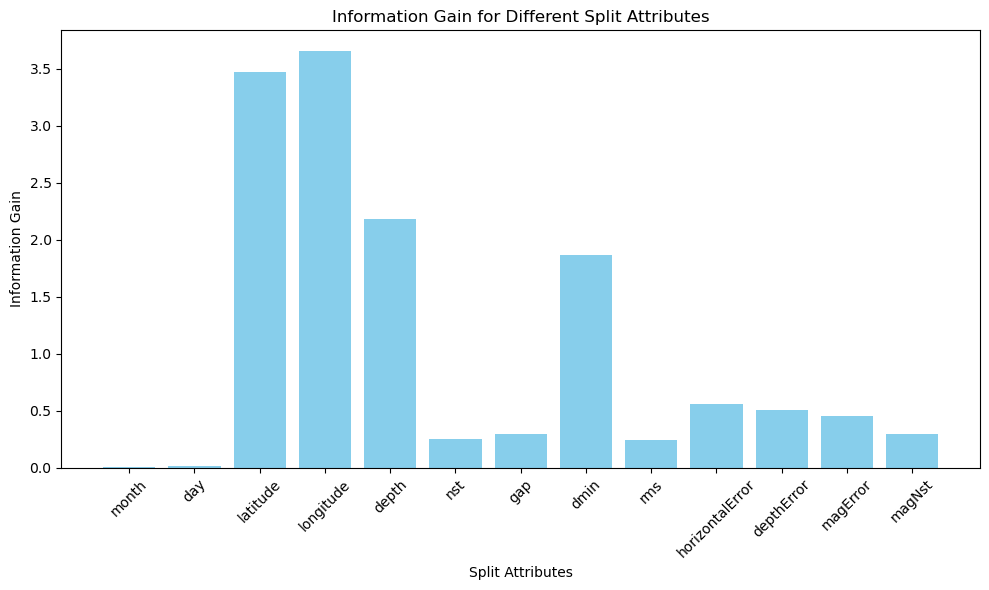 Information Gain for Different Split Attributes
3.5
3.0
2.5
2.0
1.5
1.0
0.5
0.0
Information Gain
month
day
latitude
longitude
depth
nst
gap
dmin
rms
horizontalError
depthError
magError
magNst
Split Attributes